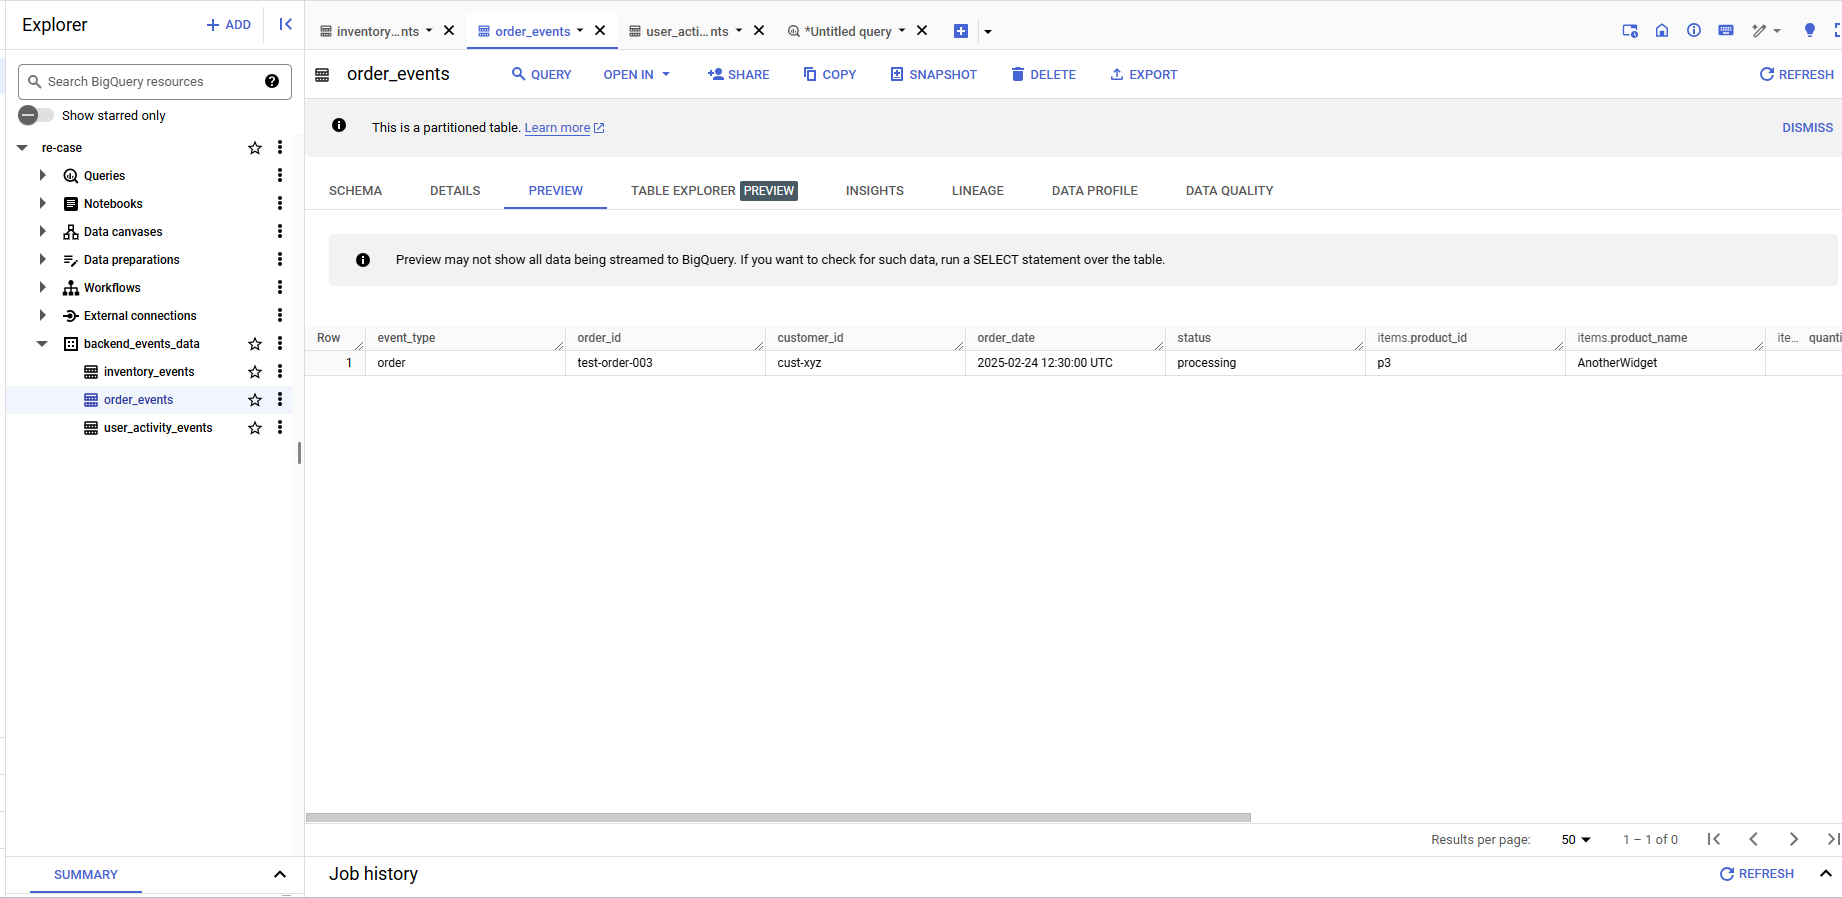 Explorer
ADD
Search BigQuery resources
Show starred only
re-case
Queries
Notebooks
Data canvases
Data preparations
Workflows
External connections
backend_events_data
inventory_events
order_events
user_activity_events
SUMMARY
inventory...nts
order_events
user_acti... nts
*Untitled query
order_events
QUERY
OPEN IN
SHARE
COPY
SNAPSHOT
DELETE
EXPORT
REFRESH
This is a partitioned table. Learn more
DISMISS
SCHEMA
DETAILS
PREVIEW
TABLE EXPLORER PREVIEW
INSIGHTS
LINEAGE
DATA PROFILE
DATA QUALITY
Preview may not show all data being streamed to BigQuery. If you want to check for such data, run a SELECT statement over the table.
Row event_type order_id customer_id order_date status items.product_id items.product_name ite... quanti
1 order test-order-003 cust-xyz 2025-02-24 12:30:00 UTC processing p3 AnotherWidget
Results per page: 50 1 – 1 of 0
Job history
REFRESH